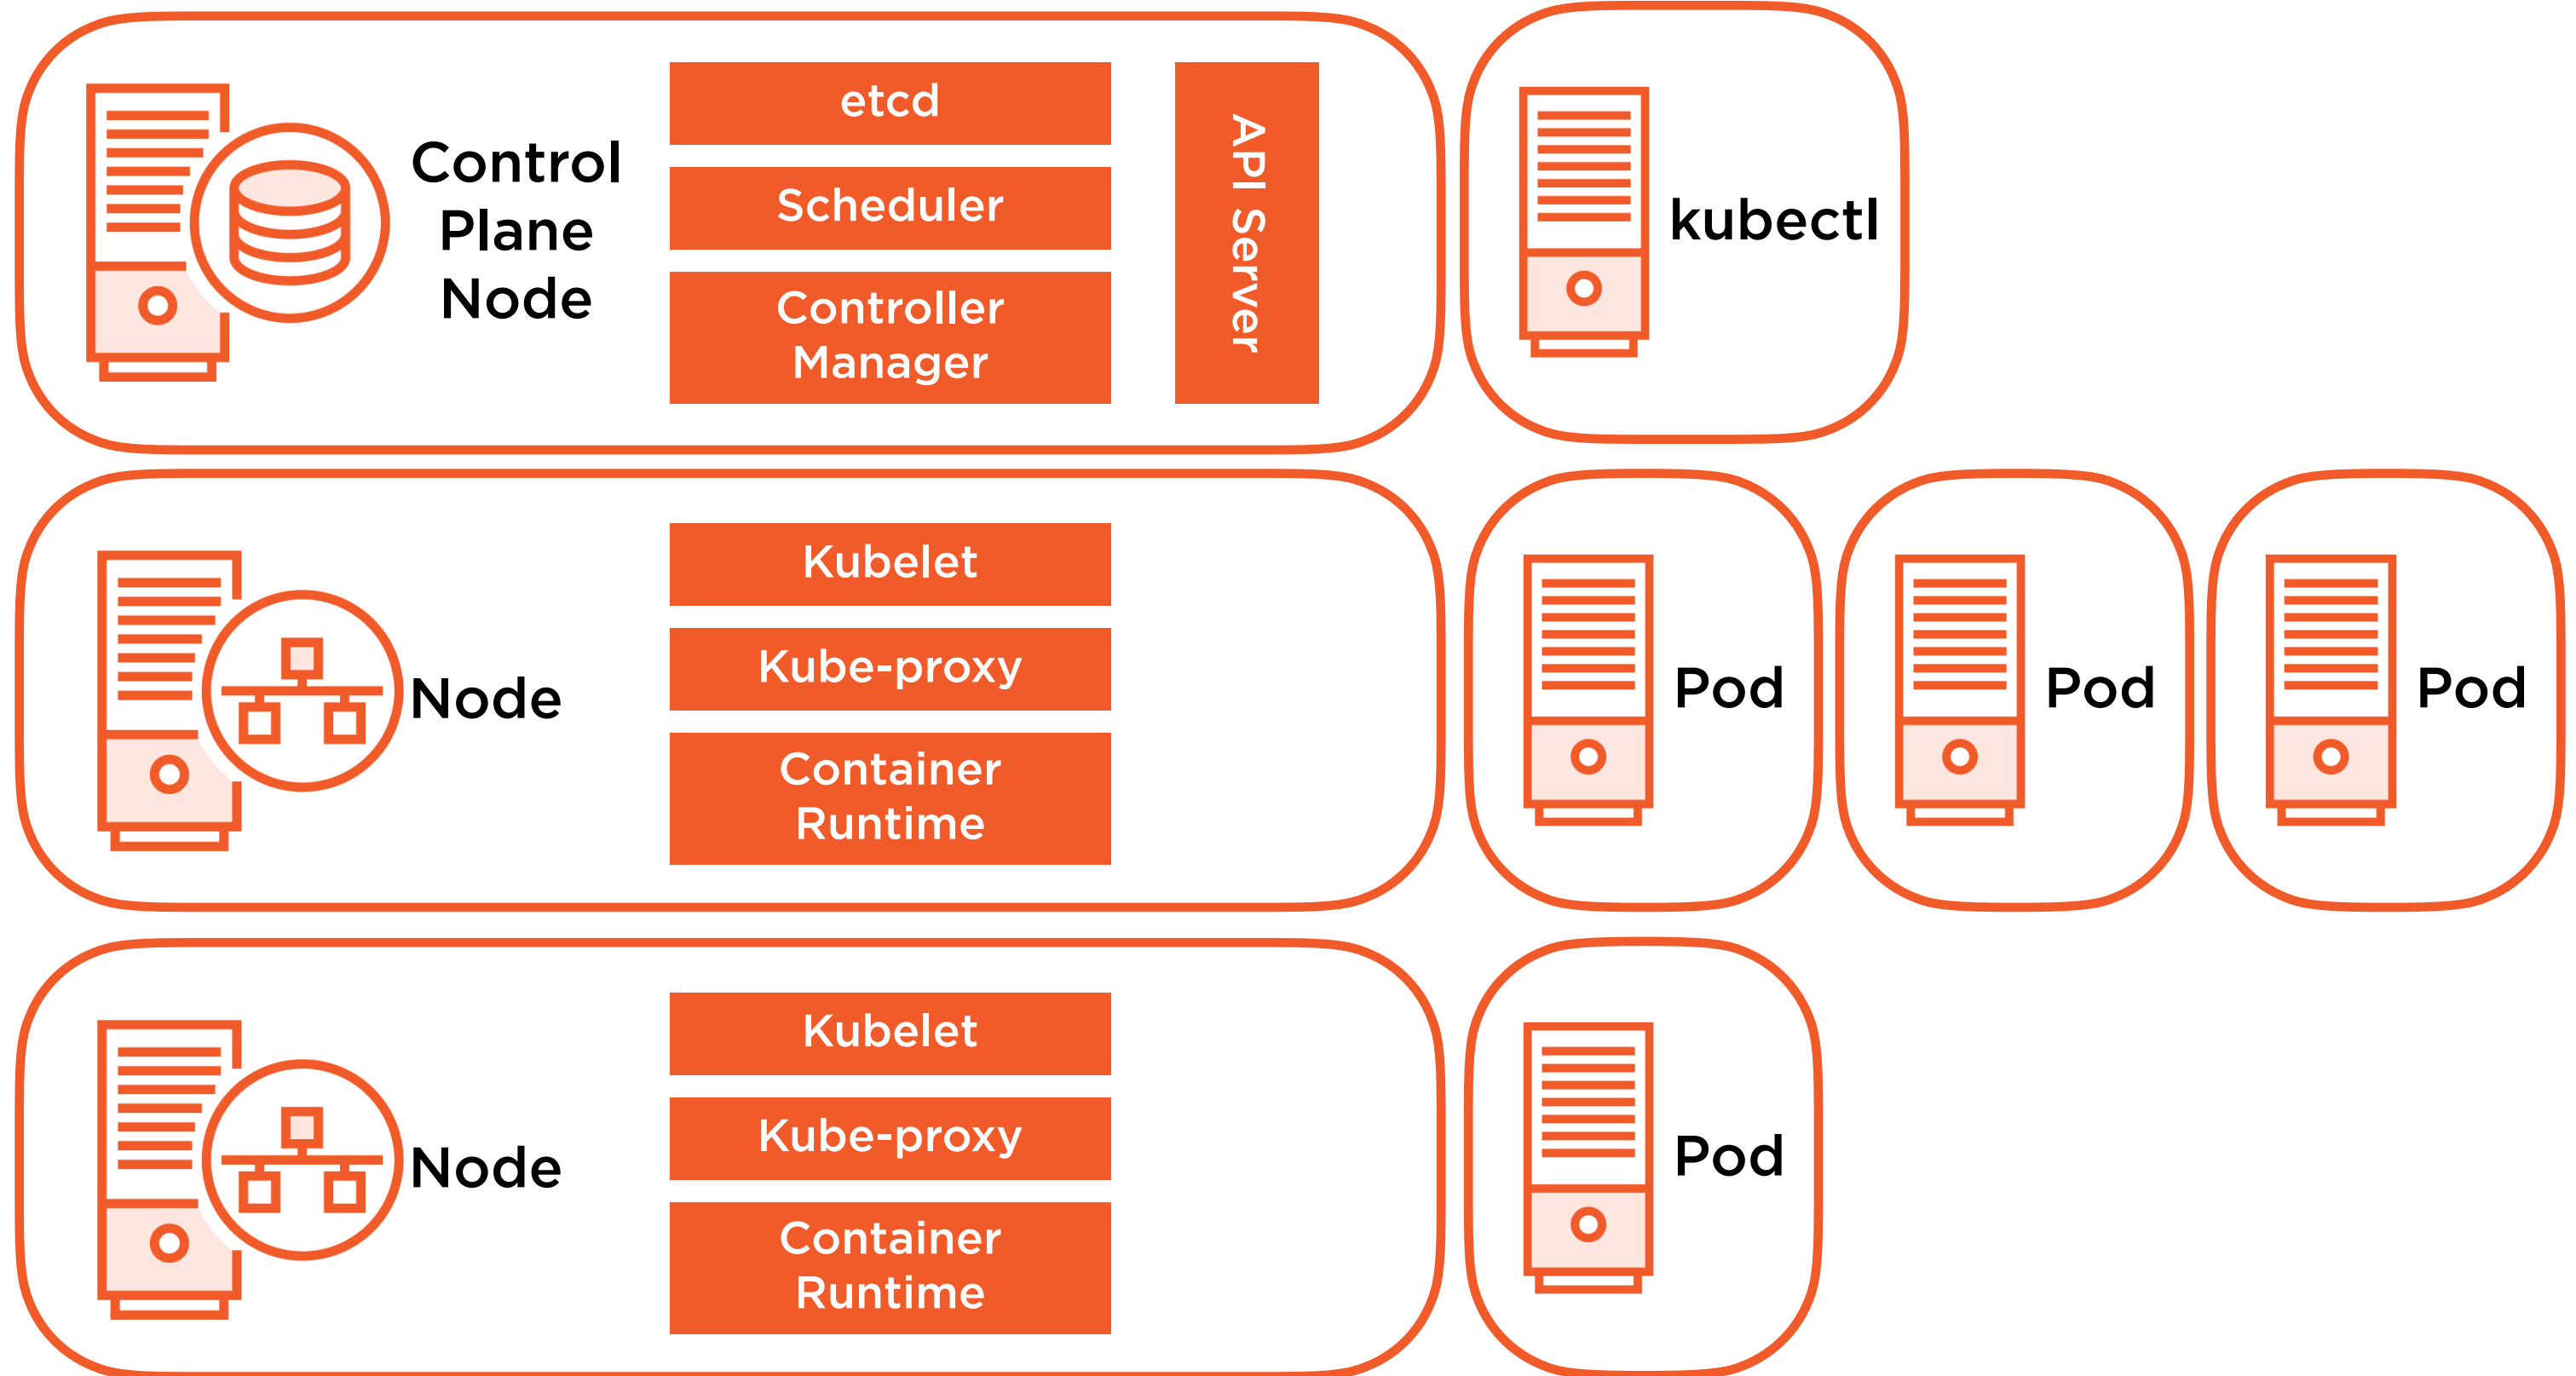 Control
Plane
Node
etcd
Scheduler
Controller
Manager
API Server
kubectl
Node
Kubelet
Kube-proxy
Container
Runtime
Pod
Pod
Pod
Node
Kubelet
Kube-proxy
Container
Runtime
Pod